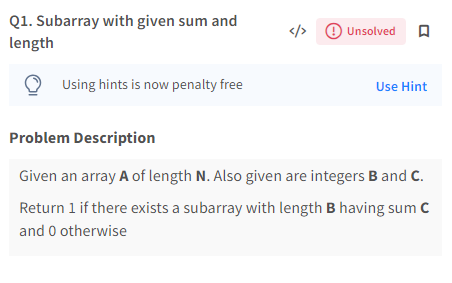 Q1. Subarray with given sum and
length
</> Unsolved
Using hints is now penalty free
Use Hint
Problem Description
Given an array A of length N. Also given are integers B and C.
Return 1 if there exists a subarray with length B having sum C
and 0 otherwise